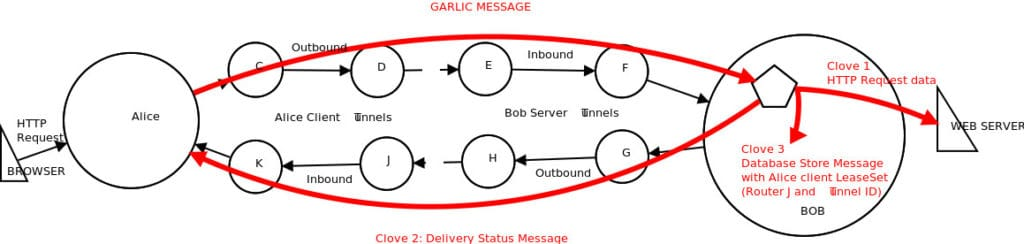 GARLIC MESSAGE
Outbound
Inbound
C
D
E
F
Clove 1
HTTP Request data
Alice
Alice Client Tunnels
Bob Server Tunnels
HTTP
Request
WEB SERVER
BROWSER
K
J
H
G
Inbound
Outbound
Clove 3
Database Store Message
with Alice client LeaseSet
(Router J and Tunnel ID)
BOB
Clove 2: Delivery Status Message